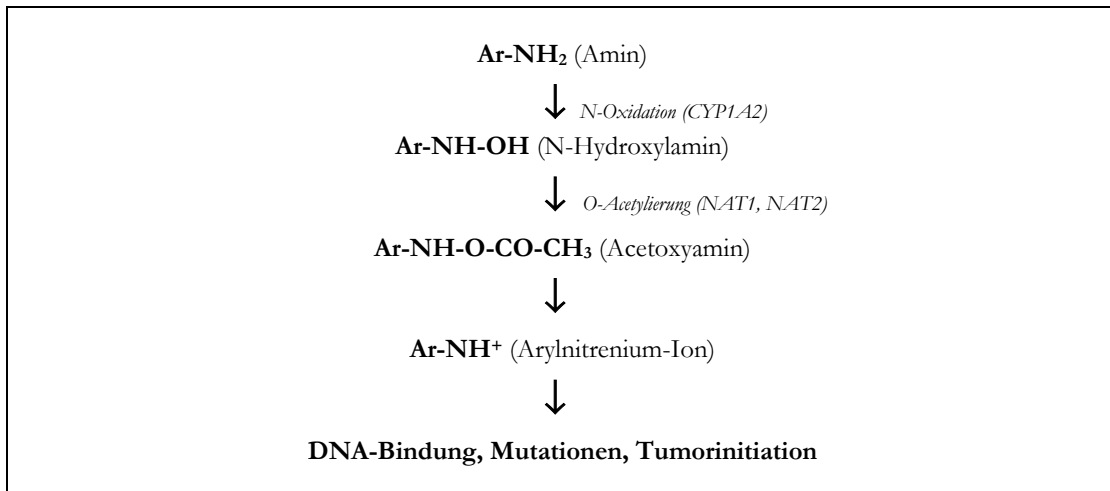 Ar-NH₂ (Amin)
↓ N-Oxidation (CYP1A2)
Ar-NH-OH (N-Hydroxylamin)
↓ O-Acetylierung (NAT1, NAT2)
Ar-NH-O-CO-CH₃ (Acetoxyamin)
↓
Ar-NH⁺ (Arylnitrenium-Ion)
↓
DNA-Bindung, Mutationen, Tumorinitiation